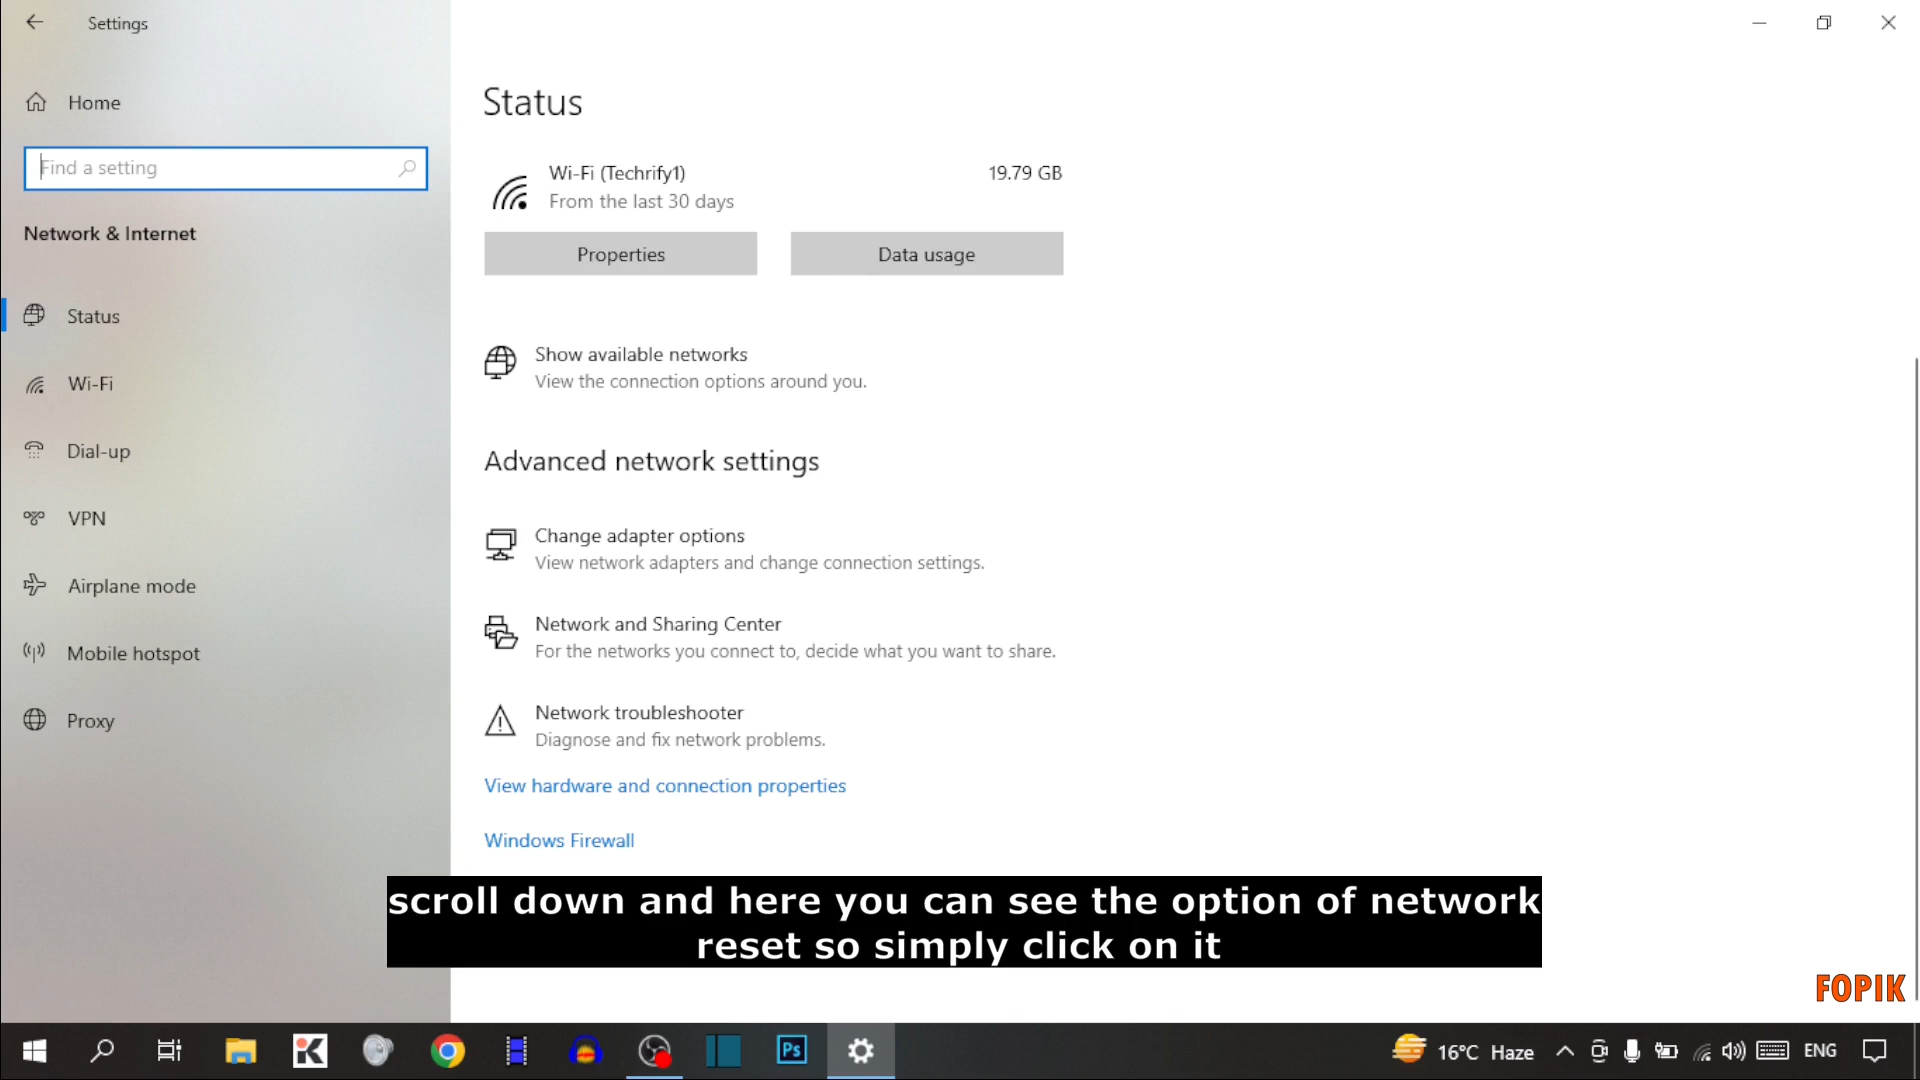 Settings
Home
Find a setting
Network & Internet
Status
Wi-Fi
Dial-up
VPN
Airplane mode
Mobile hotspot
Proxy
Status
Wi-Fi (Techrify1)
19.79 GB
From the last 30 days
Properties
Data usage
Show available networks
View the connection options around you.
Advanced network settings
Change adapter options
View network adapters and change connection settings.
Network and Sharing Center
For the networks you connect to, decide what you want to share.
Network troubleshooter
Diagnose and fix network problems.
View hardware and connection properties
Windows Firewall
scroll down and here you can see the option of network
reset so simply click on it
FOPIK
K
Ps
16°C Haze
ENG